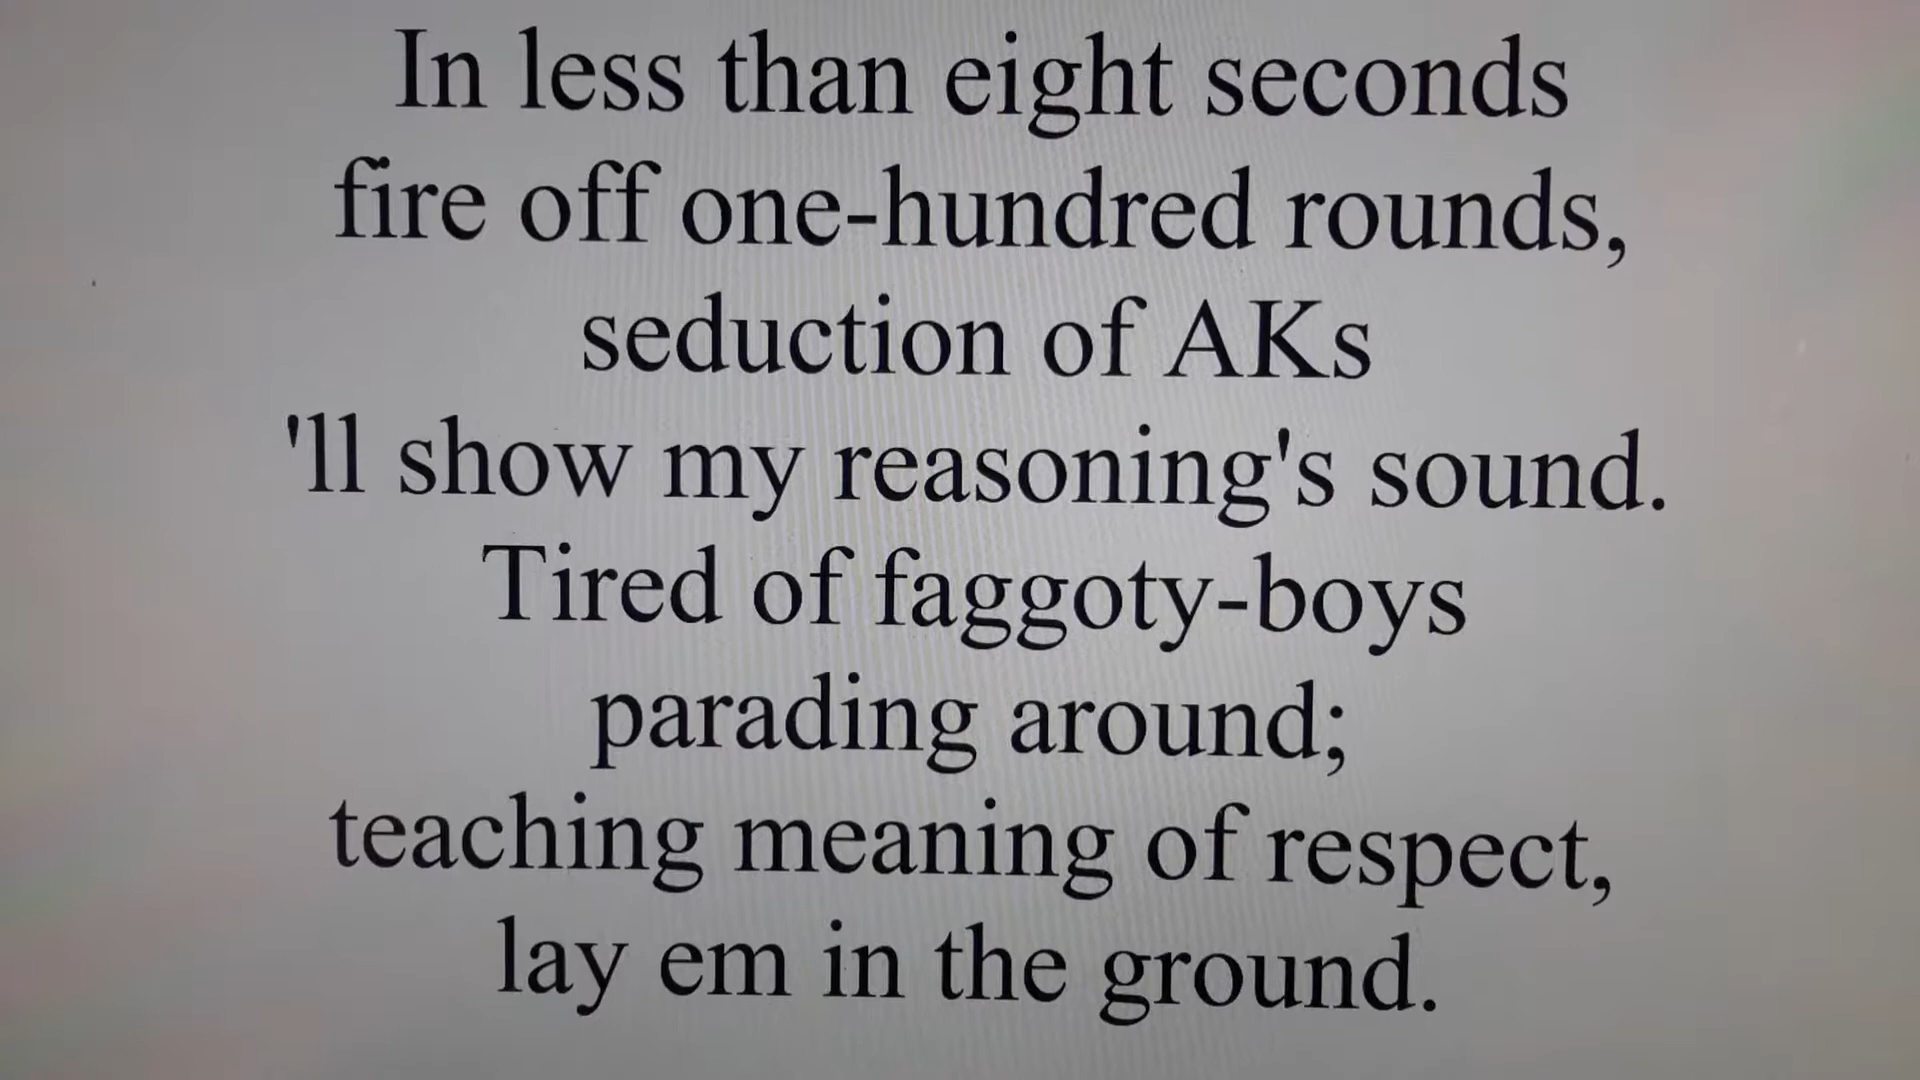 In less than eight seconds
fire off one-hundred rounds,
seduction of AKs
'll show my reasoning's sound.
Tired of faggoty-boys
parading around;
teaching meaning of respect,
lay em in the ground.